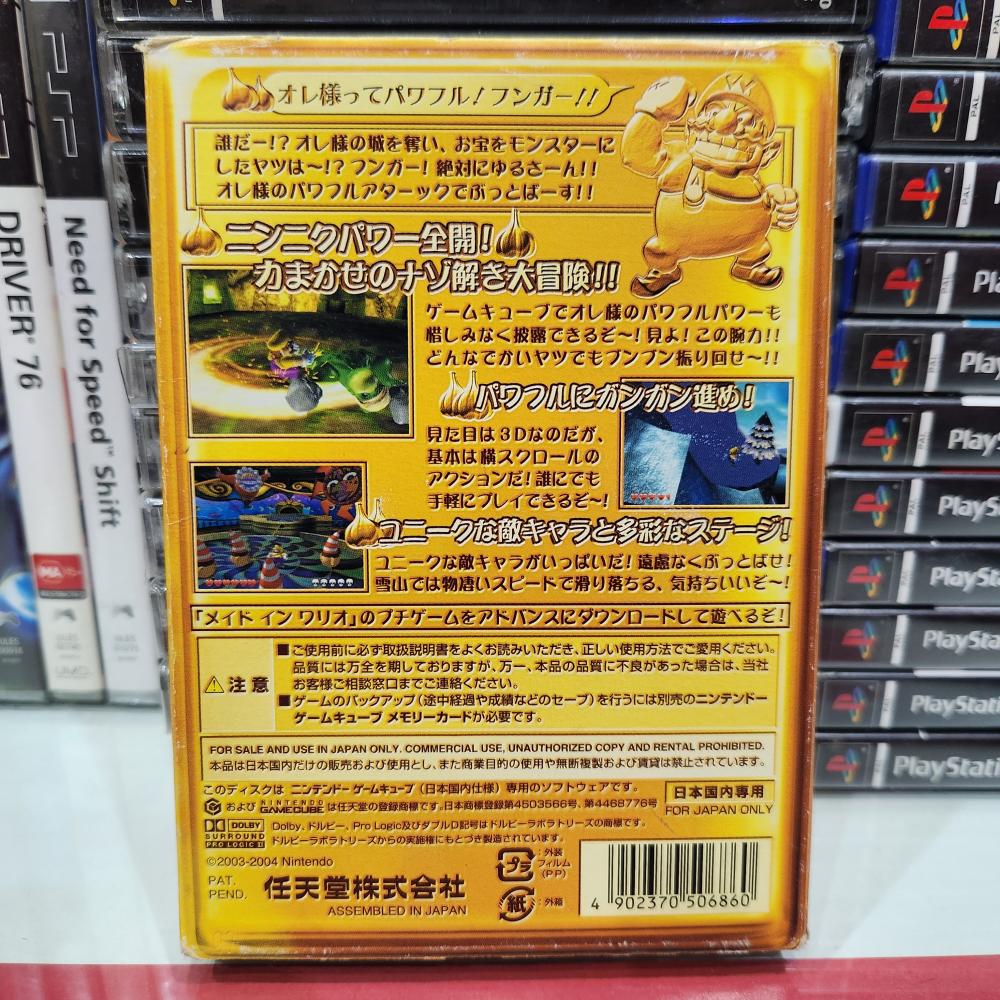 オレ様ってパワフル!フンガー!!
誰だー!?オレ様の城を奪い、お宝をモンスターに
したヤツは〜!?フンガー!絶対にゆるさーん!!
オレ様のパワフルアタークでぶっとばーす!!
ニンニクパワー全開!
力まかせのナゾ解き大冒険!!
ゲームキューブでオレ様のパワフルパワーも
惜しみなく披露できるぞ〜!見よ!この腕力!!
どんなでかいヤツでもブンブン振り回せ〜!!
パワフルにガンガン進め!
見た目は3Dなのだが、
基本は横スクロールの
アクションだ!誰にでも
手軽にプレイできるぞ〜!
ユニークな敵キャラと多彩なステージ!
ユニークな敵キャラがいっぱいだ!遠慮なくぶっとばせ!
雪山では物凄いスピードで滑り落ちる、気持ちいいぞ〜!
「メイド イン ワリオ」のプチゲームをアドバンスにダウンロードして遊べるぞ!
注意
■ご使用前に必ず取扱説明書をよくお読みいただき、正しい使用方法でご愛用ください。
品質には万全を期しておりますが、万一、本品の品質に不良があった場合は、当社
お客様ご相談窓口までご連絡ください。
■ゲームのバックアップ(途中経過や成績などのセーブ)を行うには別売のニンテンドー
ゲームキューブ メモリーカードが必要です。
FOR SALE AND USE IN JAPAN ONLY. COMMERCIAL USE, UNAUTHORIZED COPY AND RENTAL PROHIBITED.
本品は日本国内だけの販売および使用とし、また商業目的の使用や無断複製および賃貸は禁止されています。
このディスクは ニンテンドー ゲームキューブ(日本国内仕様)専用のソフトウェアです。
および NINTENDO GAMECUBE は任天堂の登録商標です。日本商標登録第4503566号、第4468776号
日本国内専用
FOR JAPAN ONLY
DOLBY
SURROUND
PRO LOGIC II
Dolby、ドルビー、Pro Logic及びダブルD記号はドルビーラボラトリーズの商標です。
ドルビーラボラトリーズからの実施権にもとづき製造されています。
©2003-2004 Nintendo
PAT.
PEND.
任天堂株式会社
ASSEMBLED IN JAPAN
プラ
:外装
フィルム
(PP)
紙
:外箱
4 902370 506860
DRIVER 76
Need for Speed™ Shift
MA 15+
UMD
PAL
PAL
PAL
Pl
Play
PlayS
PlayS
PlaySt
PlaySta
PlayStati
PlayStatio